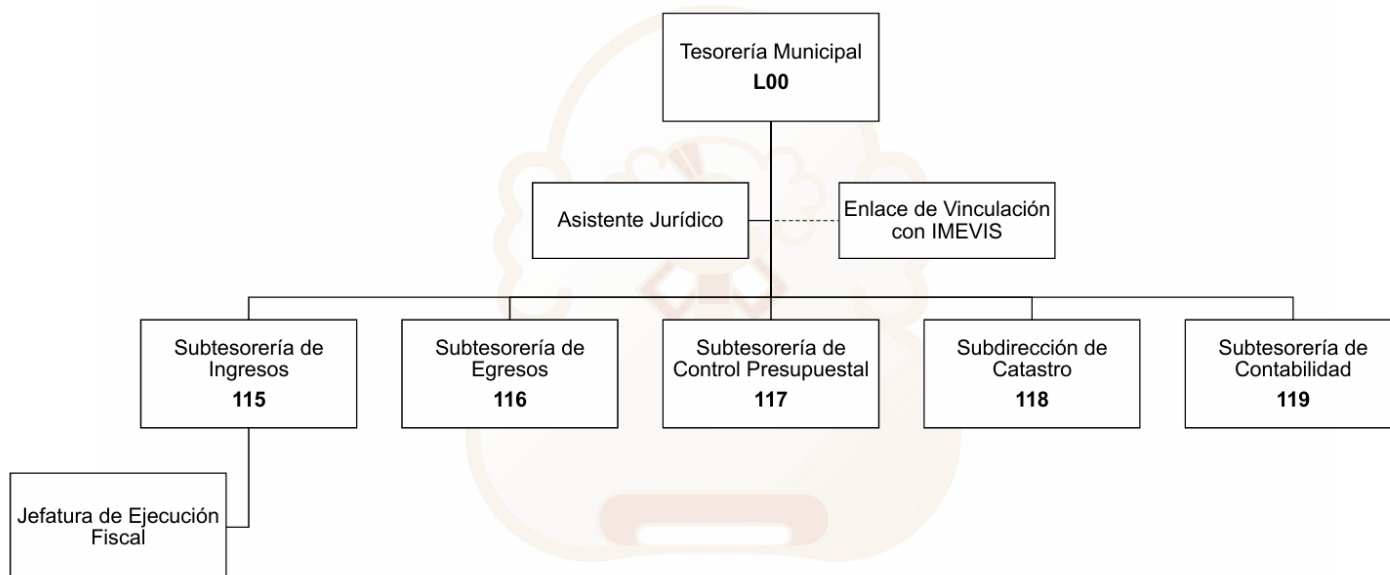 Tesorería Municipal
L00
Asistente Jurídico
Enlace de Vinculación
con IMEVIS
Subtesorería de
Ingresos
115
Subtesorería de
Egresos
116
Subtesorería de
Control Presupuestal
117
Subdirección de
Catastro
118
Subtesorería de
Contabilidad
119
Jefatura de Ejecución
Fiscal